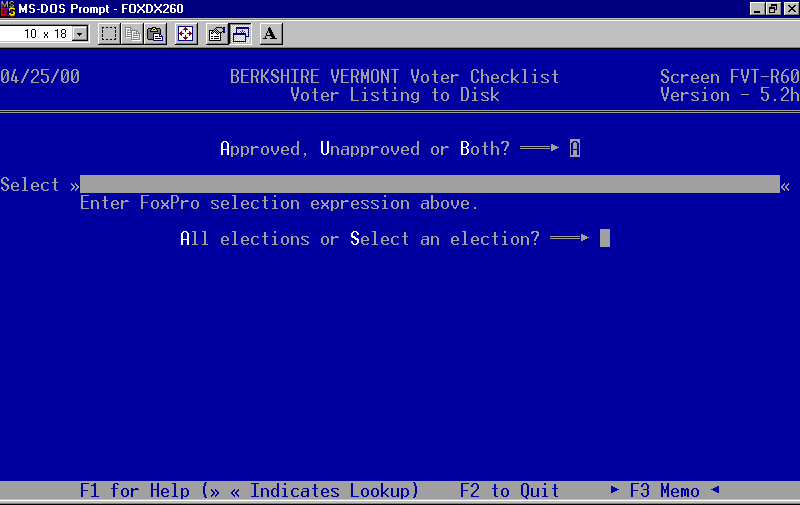 MS-DOS Prompt - FOXDX260
10 x 18
A
04/25/00 BERKSHIRE VERMONT Voter Checklist Screen FVT-R60
Voter Listing to Disk Version - 5.2h
Approved, Unapproved or Both? ══► A
Select » «
Enter FoxPro selection expression above.
All elections or Select an election? ══►
F1 for Help (» « Indicates Lookup) F2 to Quit ► F3 Memo ◄